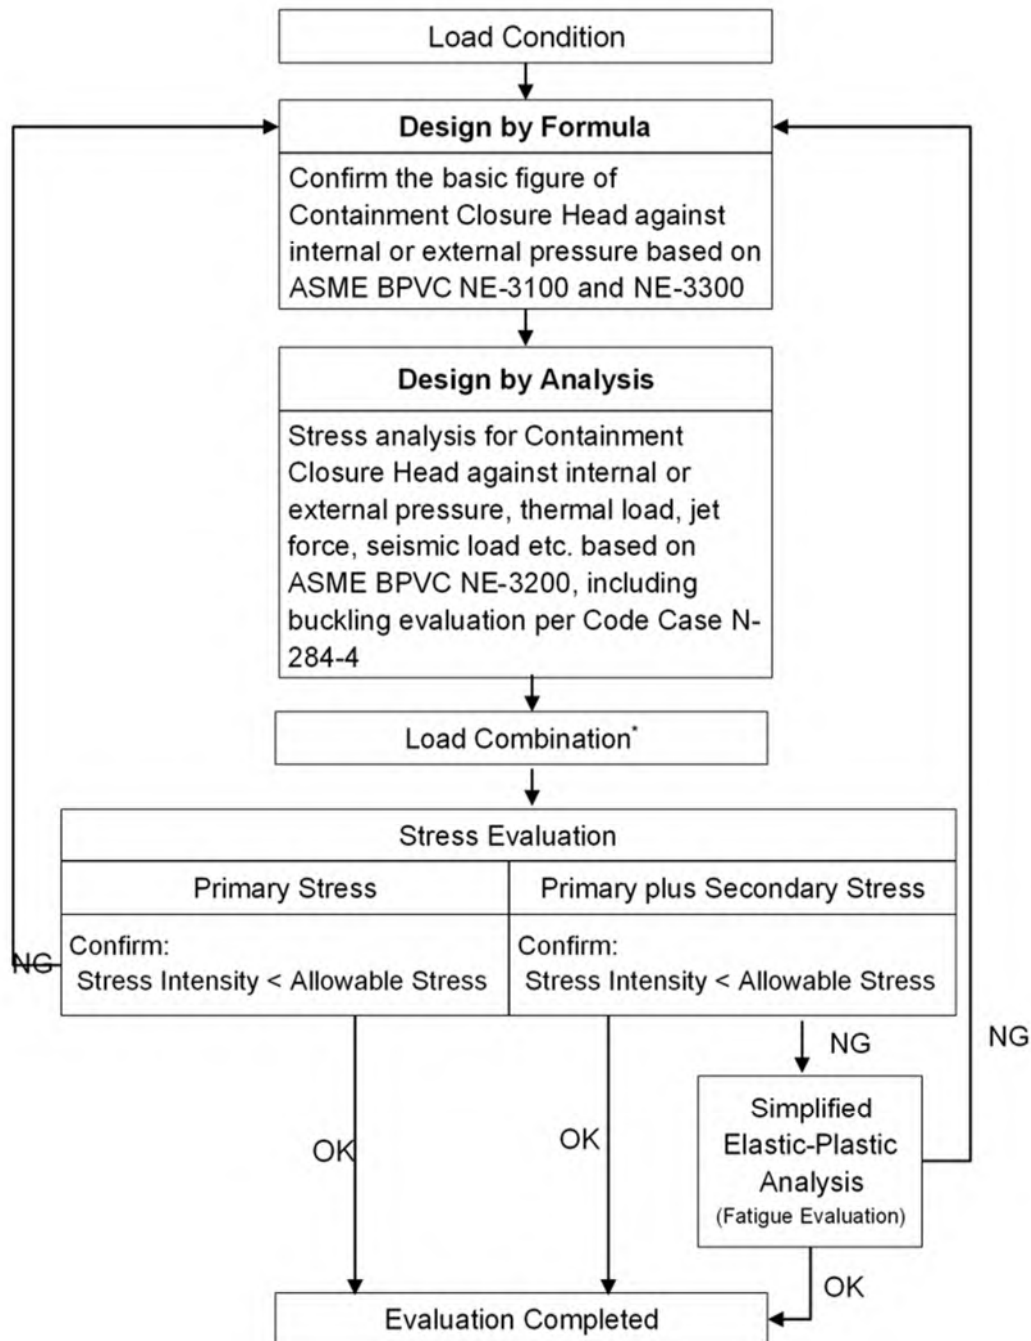 Load Condition
Design by Formula
Confirm the basic figure of
Containment Closure Head against
internal or external pressure based on
ASME BPVC NE-3100 and NE-3300
Design by Analysis
Stress analysis for Containment
Closure Head against internal or
external pressure, thermal load, jet
force, seismic load etc. based on
ASME BPVC NE-3200, including
buckling evaluation per Code Case N-
284-4
Load Combination*
Stress Evaluation
Primary Stress
Primary plus Secondary Stress
Confirm:
Stress Intensity < Allowable Stress
Confirm:
Stress Intensity < Allowable Stress
NG
NG
NG
Simplified
Elastic-Plastic
Analysis
(Fatigue Evaluation)
OK
OK
OK
Evaluation Completed